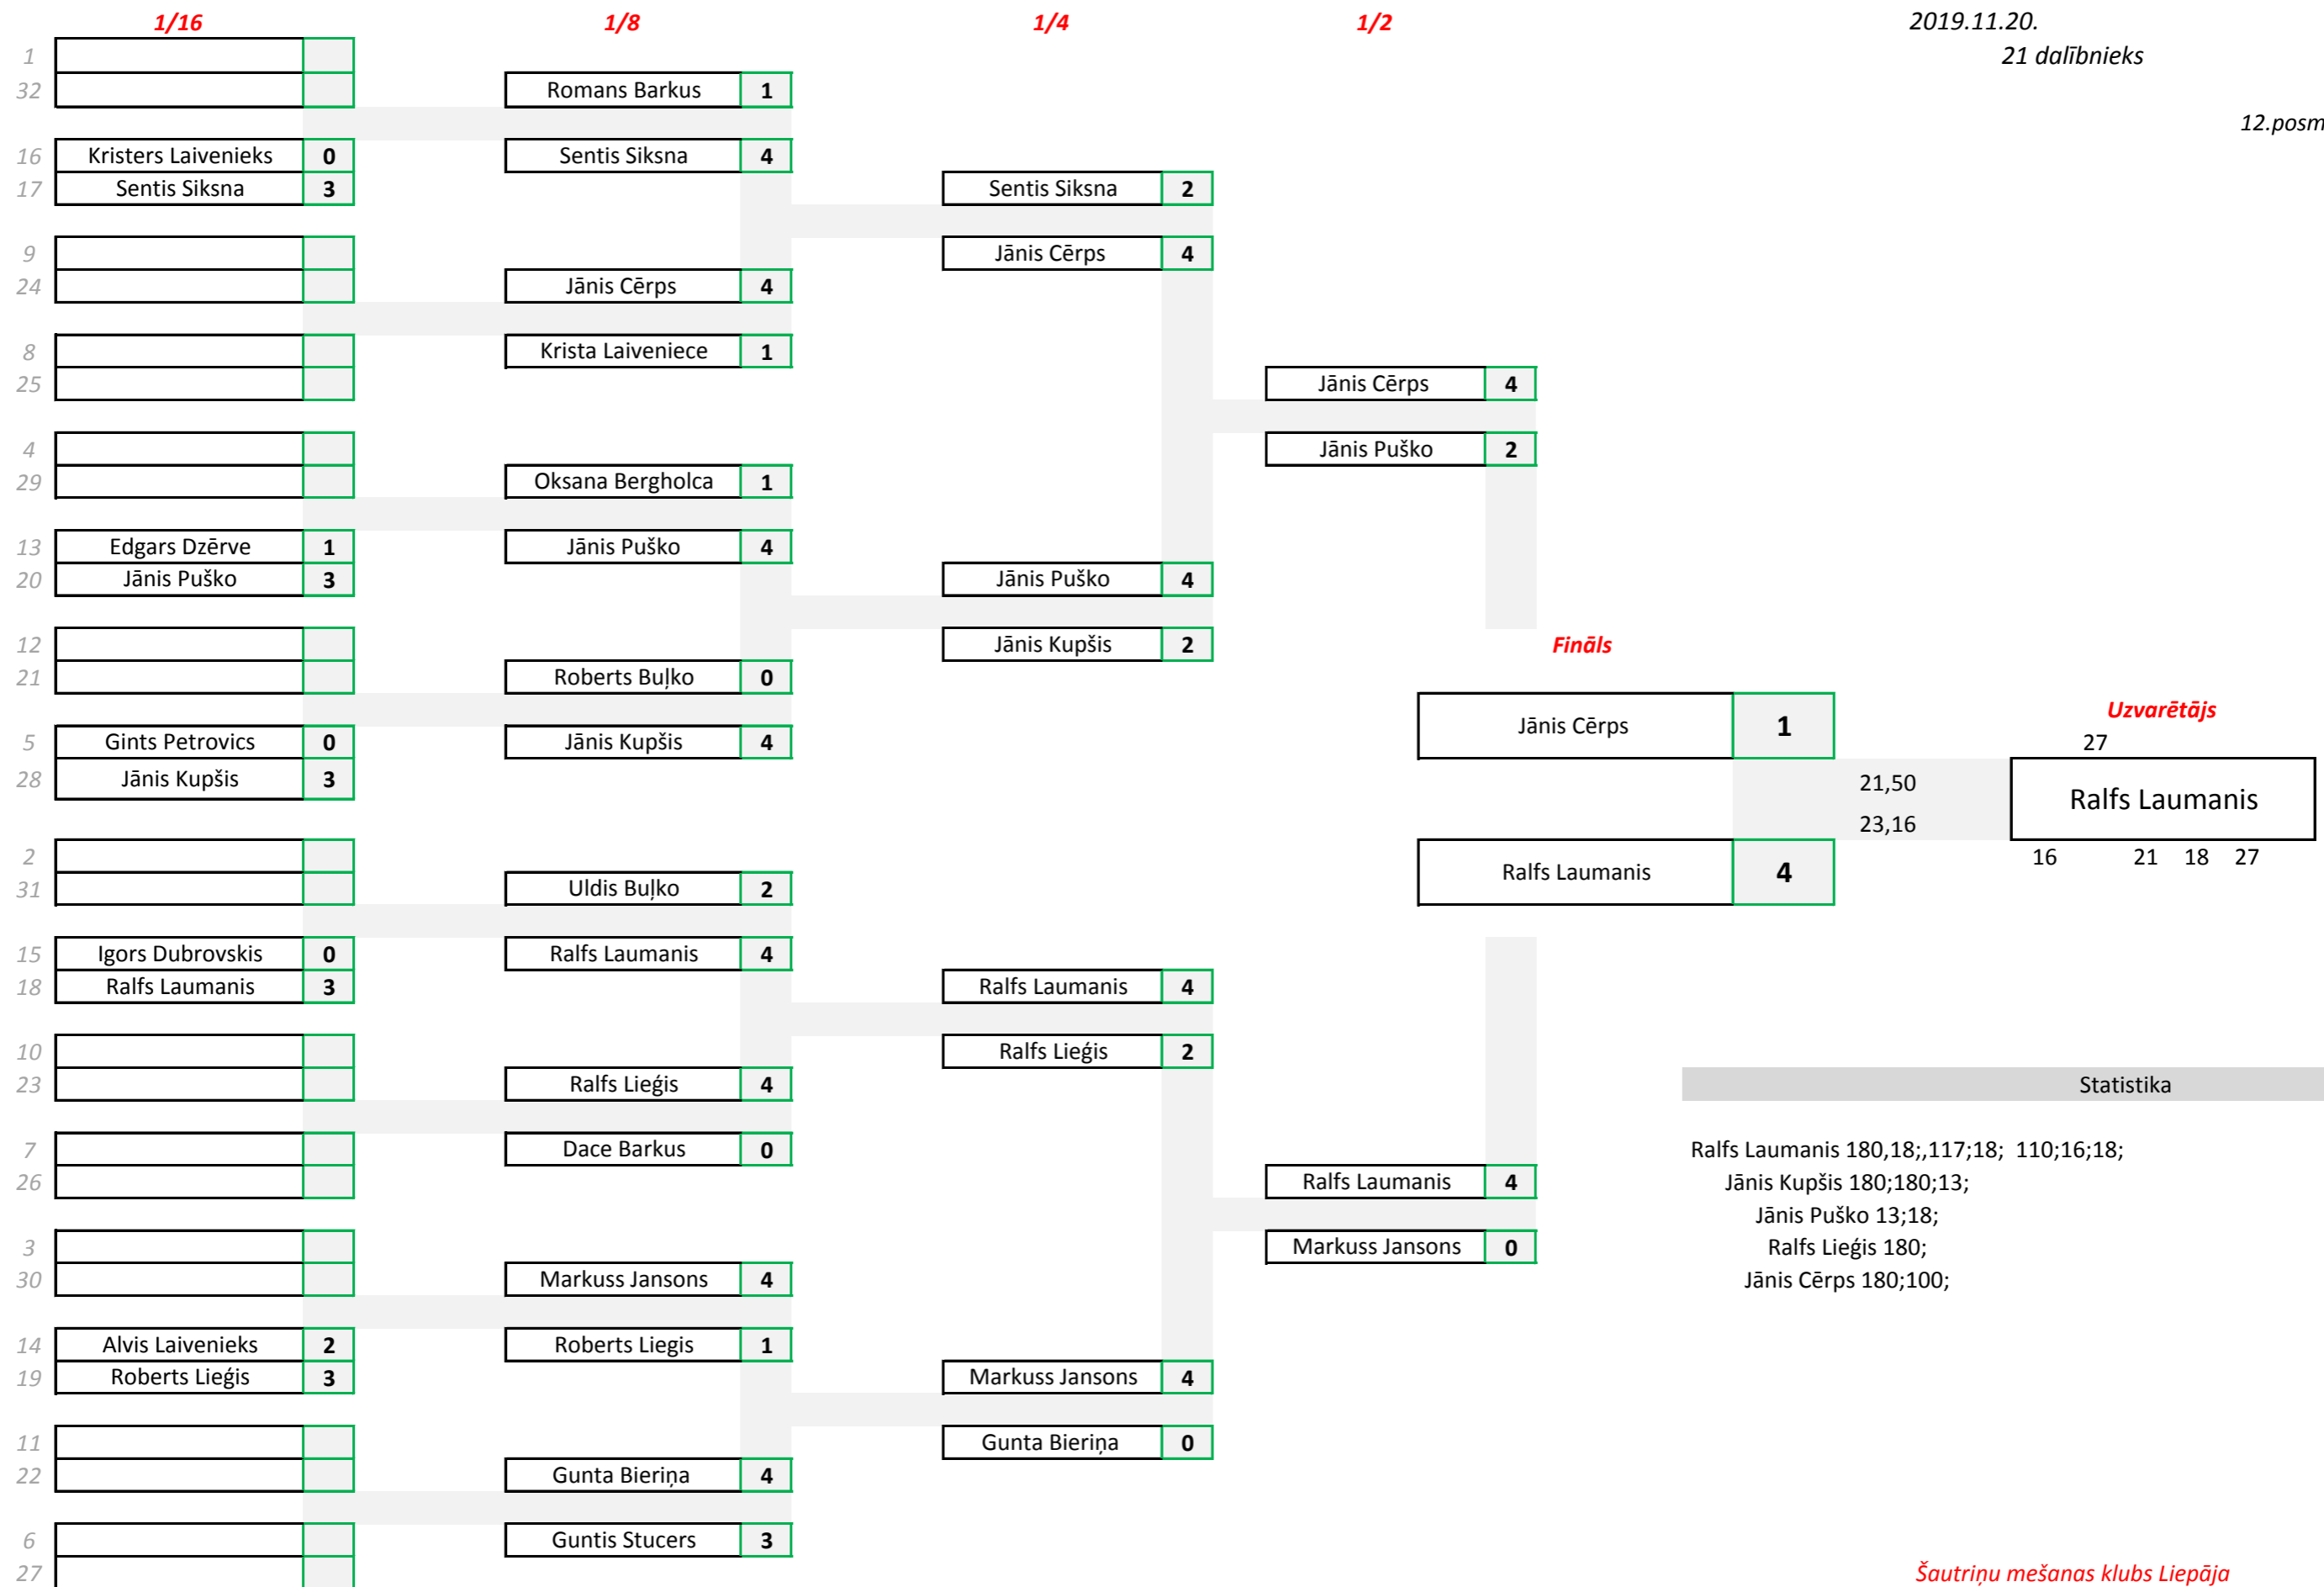 1/16 1/8 1/4 1/2 2019.11.20.
1 21 dalībnieks
32 Romans Barkus 1
12.posm
16 Kristers Laivenieks 0 Sentis Siksna 4
17 Sentis Siksna 3 Sentis Siksna 2
9 Jānis Cērps 4
24 Jānis Cērps 4
8 Krista Laiveniece 1
25 Jānis Cērps 4
4 Jānis Puško 2
29 Oksana Bergholca 1
13 Edgars Dzērve 1 Jānis Puško 4
20 Jānis Puško 3 Jānis Puško 4
12 Jānis Kupšis 2 Fināls
21 Roberts Buļko 0
Jānis Cērps 1 Uzvarētājs
5 Gints Petrovics 0 Jānis Kupšis 4 27
28 Jānis Kupšis 3 21,50 Ralfs Laumanis
23,16
2 16 21 18 27
31 Uldis Buļko 2 Ralfs Laumanis 4
15 Igors Dubrovskis 0 Ralfs Laumanis 4
18 Ralfs Laumanis 3 Ralfs Laumanis 4
10 Ralfs Lieģis 2
23 Ralfs Lieģis 4 Statistika
7 Dace Barkus 0 Ralfs Laumanis 180,18;,117;18; 110;16;18;
26 Ralfs Laumanis 4 Jānis Kupšis 180;180;13;
Jānis Puško 13;18;
3 Markuss Jansons 0 Ralfs Lieģis 180;
30 Markuss Jansons 4 Jānis Cērps 180;100;
14 Alvis Laivenieks 2 Roberts Liegis 1
19 Roberts Lieģis 3 Markuss Jansons 4
11 Gunta Bieriņa 0
22 Gunta Bieriņa 4
6 Guntis Stucers 3
27 Šautriņu mešanas klubs Liepāja